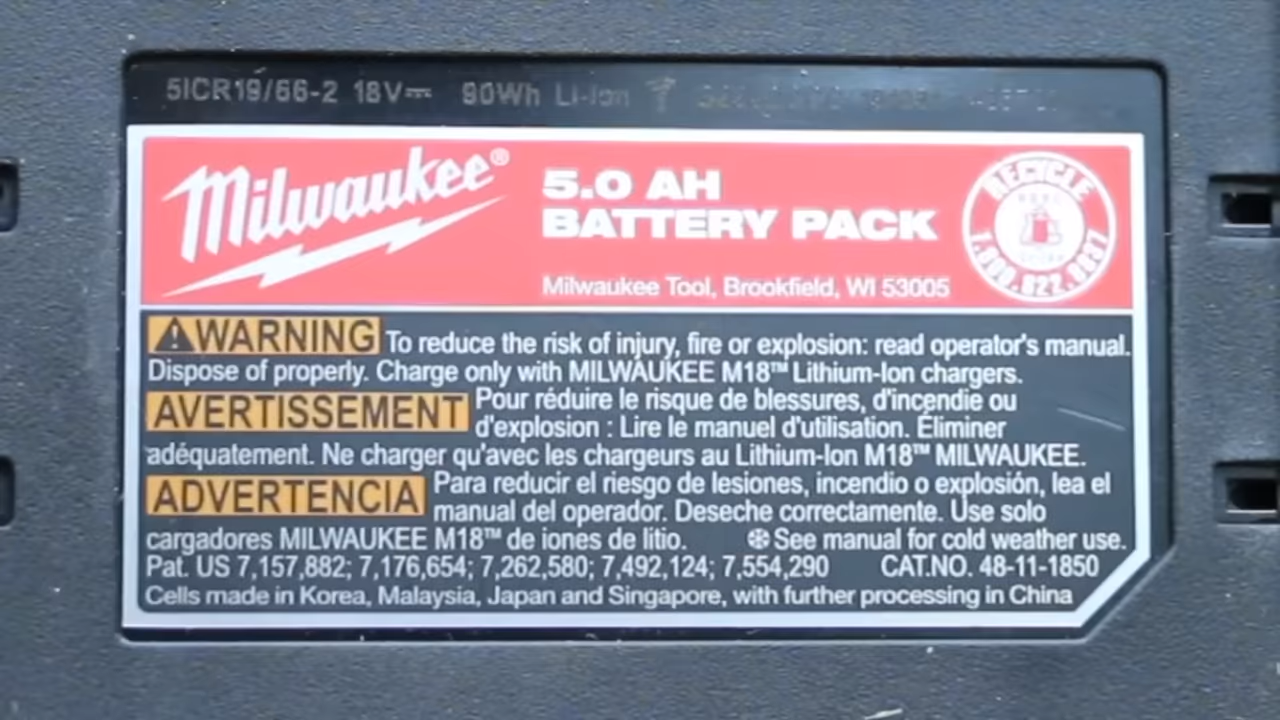 5ICR19/66-2 18V⎓ 90Wh Li-Ion
Milwaukee®
5.0 AH
BATTERY PACK
Milwaukee Tool, Brookfield, WI 53005
RECYCLE
1.800.822.8837
⚠WARNING To reduce the risk of injury, fire or explosion: read operator's manual.
Dispose of properly. Charge only with MILWAUKEE M18™ Lithium-Ion chargers.
AVERTISSEMENT Pour réduire le risque de blessures, d'incendie ou
d'explosion : Lire le manuel d'utilisation. Éliminer
adéquatement. Ne charger qu'avec les chargeurs au Lithium-Ion M18™ MILWAUKEE.
ADVERTENCIA Para reducir el riesgo de lesiones, incendio o explosión, lea el
manual del operador. Deseche correctamente. Use solo
cargadores MILWAUKEE M18™ de iones de litio. ❄ See manual for cold weather use.
Pat. US 7,157,882; 7,176,654; 7,262,580; 7,492,124; 7,554,290 CAT.NO. 48-11-1850
Cells made in Korea, Malaysia, Japan and Singapore, with further processing in China